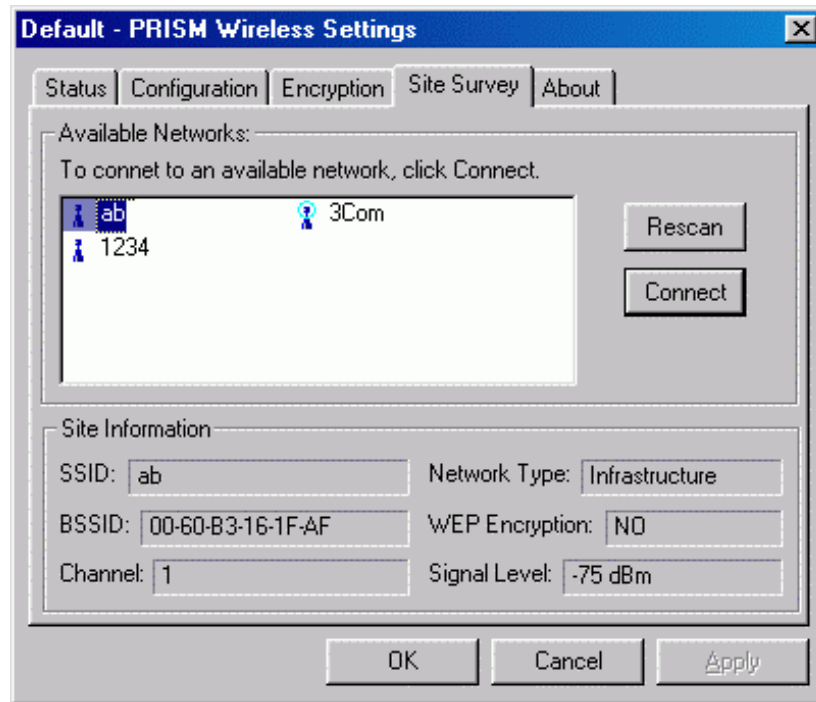 Default - PRISM Wireless Settings
Status Configuration Encryption Site Survey About
Available Networks:
To connet to an available network, click Connect.
ab 3Com
1234
Rescan
Connect
Site Information
SSID: ab Network Type: Infrastructure
BSSID: 00-60-B3-16-1F-AF WEP Encryption: NO
Channel: 1 Signal Level: -75 dBm
OK Cancel Apply